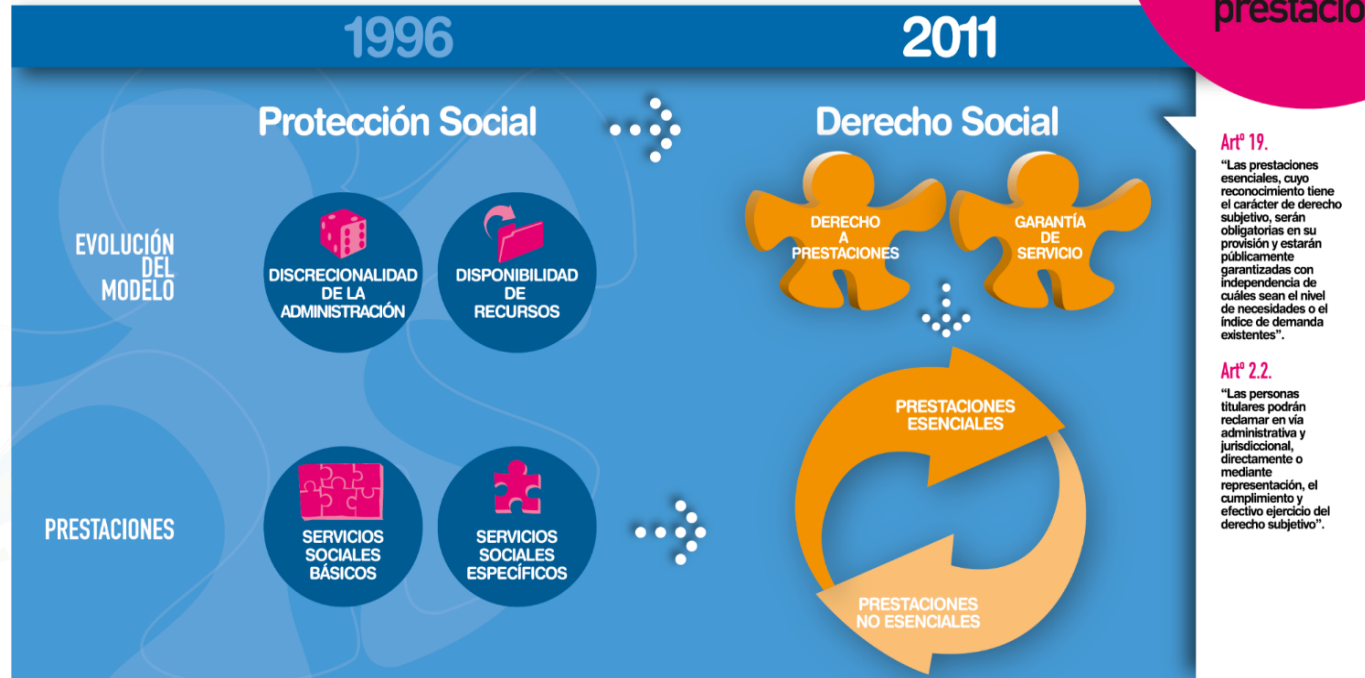 prestacio
1996
2011
Protección Social
Derecho Social
EVOLUCIÓN
DEL
MODELO
DISCRECIONALIDAD
DE LA
ADMINISTRACIÓN
DISPONIBILIDAD
DE
RECURSOS
DERECHO
A
PRESTACIONES
GARANTÍA
DE
SERVICIO
PRESTACIONES
SERVICIOS
SOCIALES
BÁSICOS
SERVICIOS
SOCIALES
ESPECÍFICOS
PRESTACIONES
ESENCIALES
PRESTACIONES
NO ESENCIALES
Artº 19.
“Las prestaciones
esenciales, cuyo
reconocimiento tiene
el carácter de derecho
subjetivo, serán
obligatorias en su
provisión y estarán
públicamente
garantizadas con
independencia de
cuáles sean el nivel
de necesidades o el
índice de demanda
existentes”.
Artº 2.2.
“Las personas
titulares podrán
reclamar en vía
administrativa y
jurisdiccional,
directamente o
mediante
representación, el
cumplimiento y
efectivo ejercicio del
derecho subjetivo”.